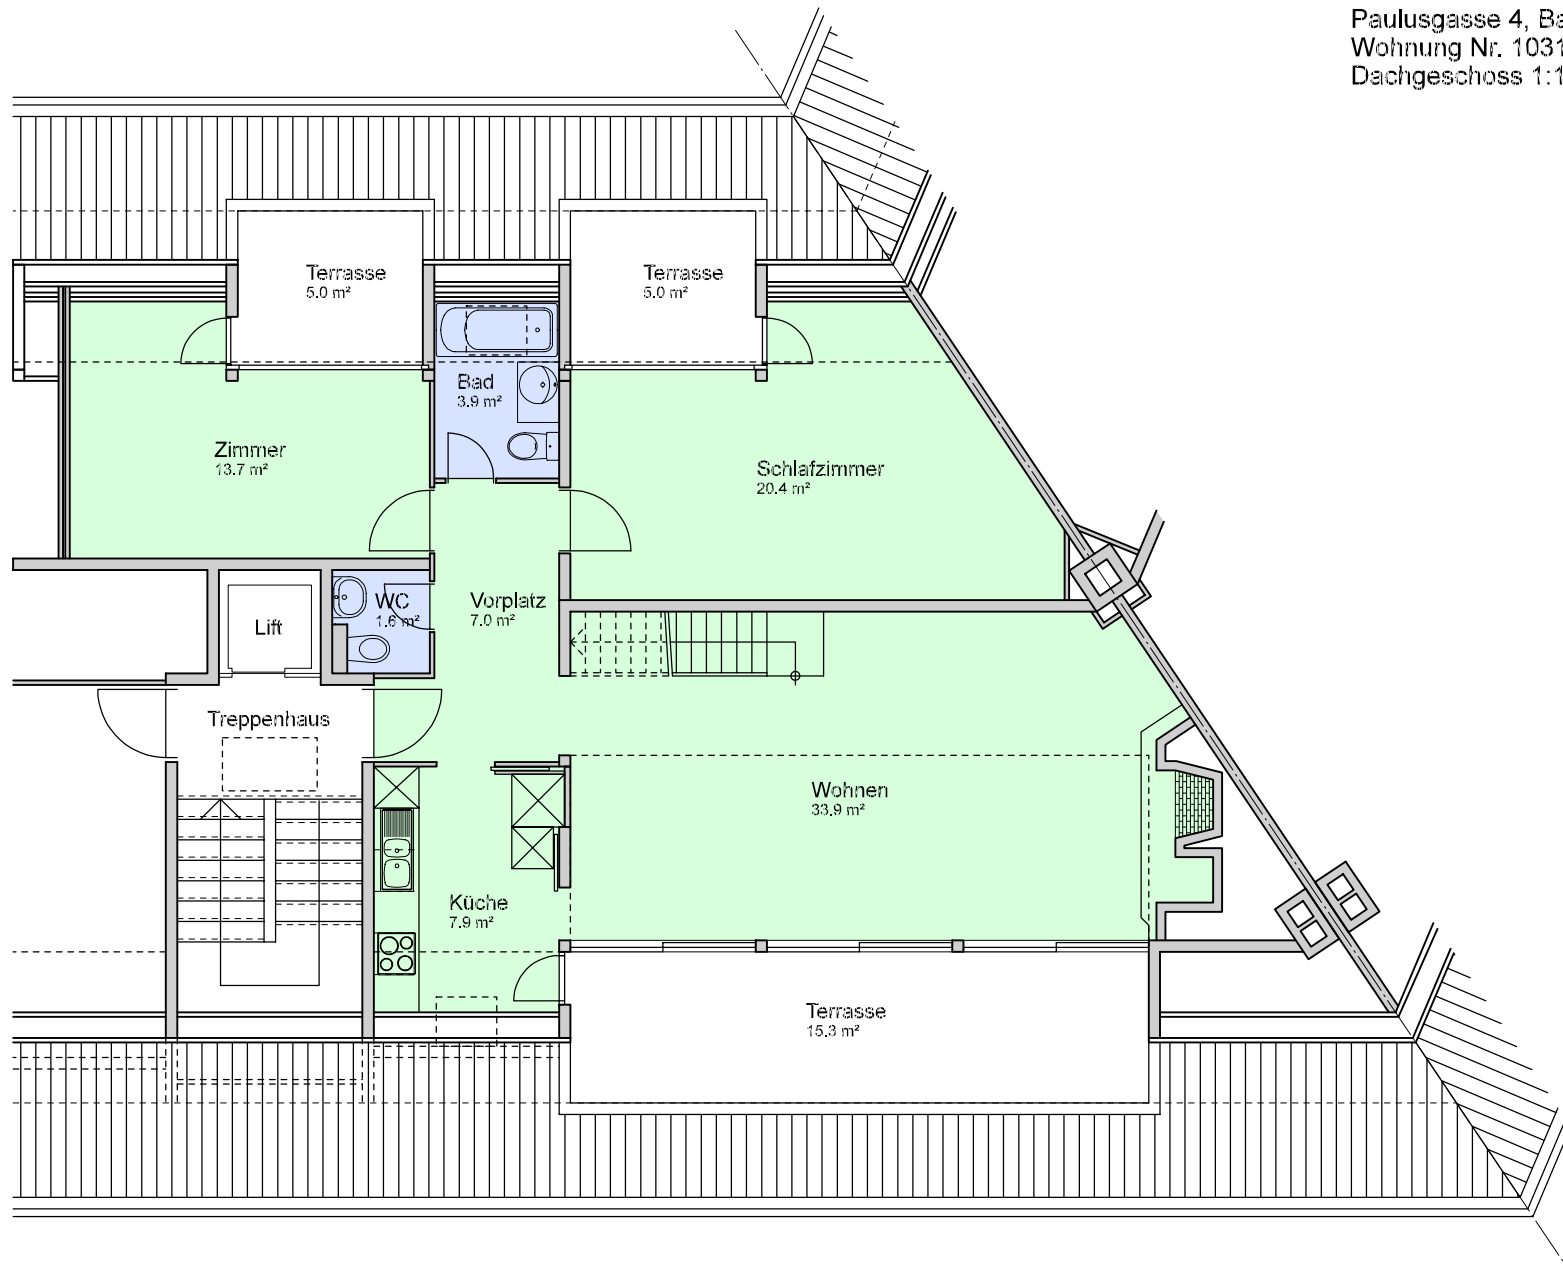 Paulusgasse 4, Ba
Wohnung Nr. 1031
Dachgeschoss 1:1
Terrasse
5.0 m²
Terrasse
5.0 m²
Bad
3.9 m²
Zimmer
13.7 m²
Schlafzimmer
20.4 m²
WC
1.6 m²
Vorplatz
7.0 m²
Lift
Treppenhaus
Wohnen
33.9 m²
Küche
7.9 m²
Terrasse
15.3 m²